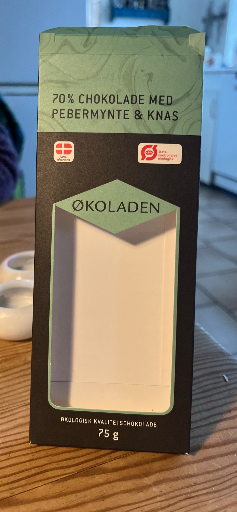 70% CHOKOLADE MED
PEBERMYNTE & KNAS
ØKOLADEN
ØKOLOGISK KVALITETSCHOKOLADE
75 g